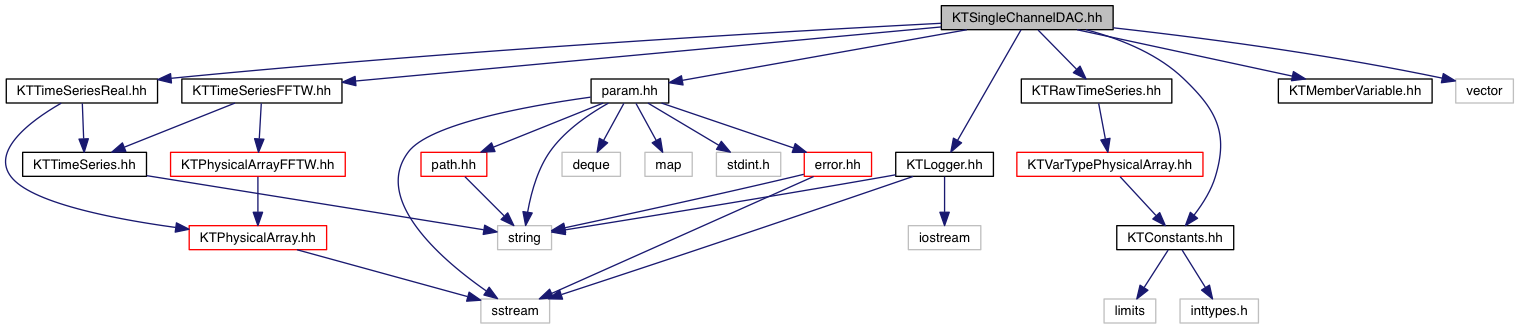 KTSingleChannelDAC.hh
KTTimeSeriesReal.hh
KTTimeSeriesFFTW.hh
param.hh
KTRawTimeSeries.hh
KTMemberVariable.hh
vector
KTTimeSeries.hh
KTPhysicalArrayFFTW.hh
path.hh
deque
map
stdint.h
error.hh
KTLogger.hh
KTVarTypePhysicalArray.hh
KTPhysicalArray.hh
string
iostream
KTConstants.hh
sstream
limits
inttypes.h